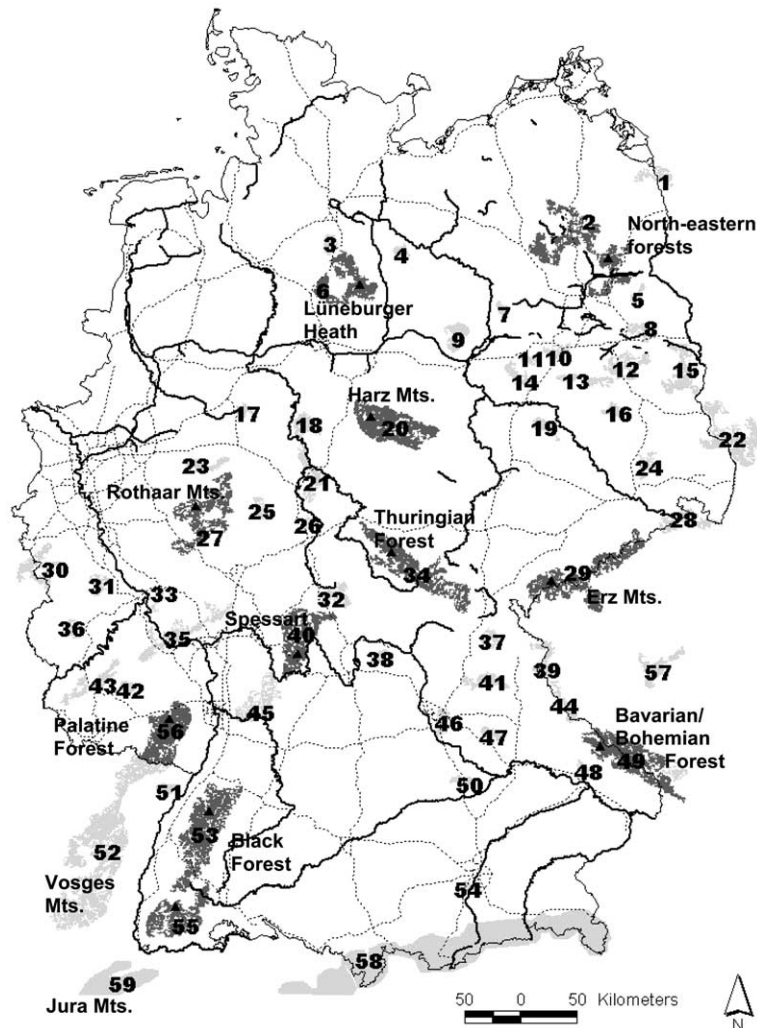 1
2
North-eastern
forests
3
4
6
5
Lüneburger
Heath
7
8
9
11 10
12
15
14
13
Harz Mts.
17
18
20
16
19
22
23
24
21
Rothaar Mts.
25
26
Thuringian
Forest
28
27
30
31
34
29
Erz Mts.
33
32
Spessart
36
35
40
37
38
39
57
43 42
41
44
45
46
47
Palatine
Forest
56
Bavarian/
Bohemian
Forest
49
48
51
50
52
53
Black
Forest
Vosges
Mts.
54
55
58
59
Jura Mts.
50 0 50 Kilometers
N